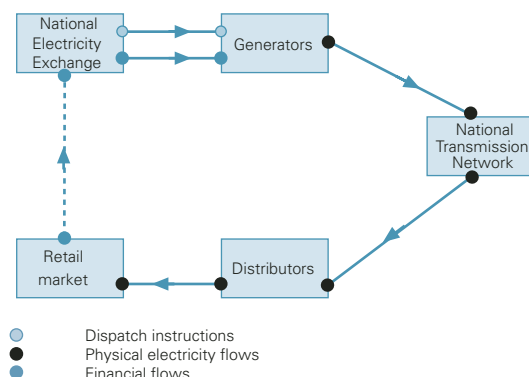 National
Electricity
Exchange
Generators
National
Transmission
Network
Retail
market
Distributors
Dispatch instructions
Physical electricity flows
Financial flows